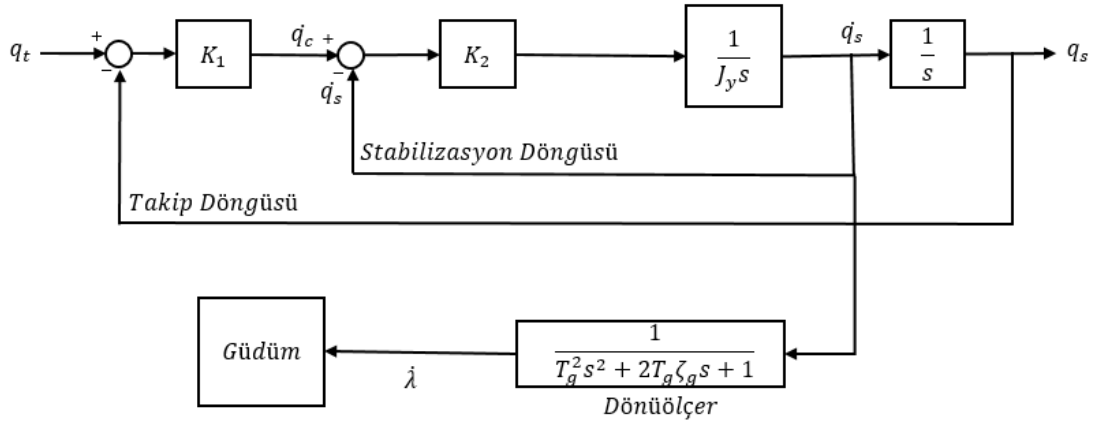 q_t
+
−
K_1
q̇_c
+
−
q̇_s
K_2
1
J_y s
q̇_s
1
s
q_s
Stabilizasyon Döngüsü
Takip Döngüsü
Güdüm
λ̇
1
T_g^2 s^2 + 2T_g ζ_g s + 1
Dönüölçer